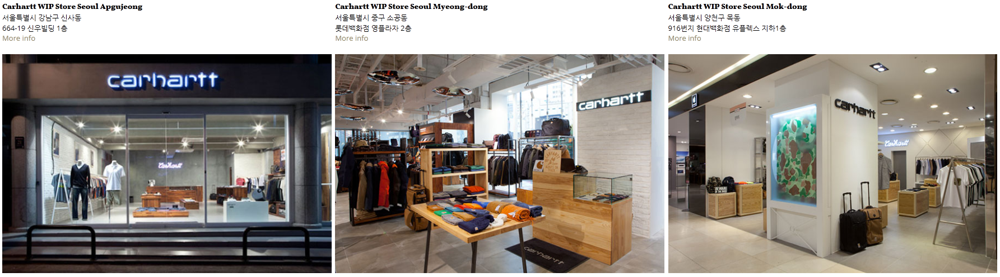 Carhartt WIP Store Seoul Apgujeong
서울특별시 강남구 신사동
664-19 신우빌딩 1층
More info
Carhartt WIP Store Seoul Myeong-dong
서울특별시 중구 소공동
롯데백화점 영플라자 2층
More info
Carhartt WIP Store Seoul Mok-dong
서울특별시 양천구 목동
916번지 현대백화점 유플렉스 지하1층
More info
carhartt
Carhartt
carhartt
carhartt
carhartt
Carhartt
BEWARE